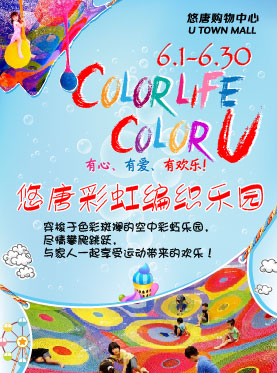 悠唐购物中心
U TOWN MALL
6.1-6.30
COLOR LIFE
COLOR U
有心、有爱、有欢乐!
悠唐彩虹编织乐园
穿梭于色彩斑斓的空中彩虹乐园,
尽情攀爬跳跃,
与家人一起享受运动带来的欢乐!